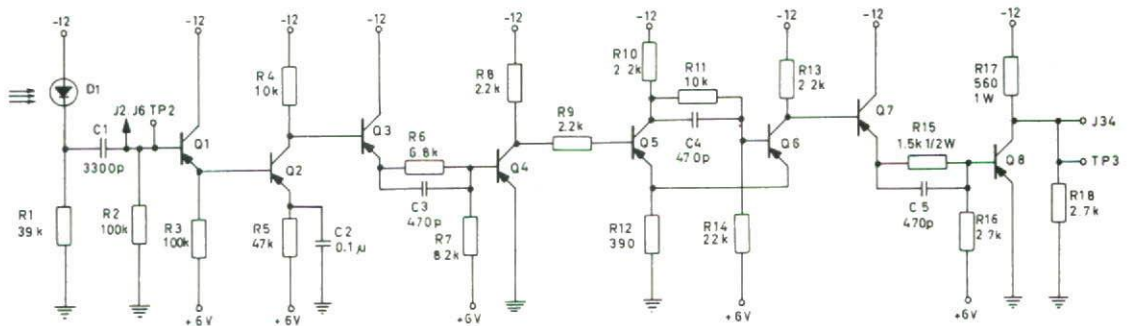 -12
-12
-12
-12
-12
-12
-12
-12
-12
D1
C1
3300p
R1
39k
J2 J6 TP2
R2
100k
Q1
R3
100k
+6V
R4
10k
Q2
R5
47k
C2
0.1µ
+6V
Q3
R6
6.8k
C3
470p
R7
8.2k
+6V
R8
2.2k
Q4
R9
2.2k
R10
2 2k
Q5
R12
390
R11
10k
C4
470p
R14
22k
+6V
Q6
R13
2.2k
Q7
R15
1.5k 1/2W
C5
470p
R16
2.7k
+6V
Q8
R17
560
1W
J34
TP3
R18
2.7k